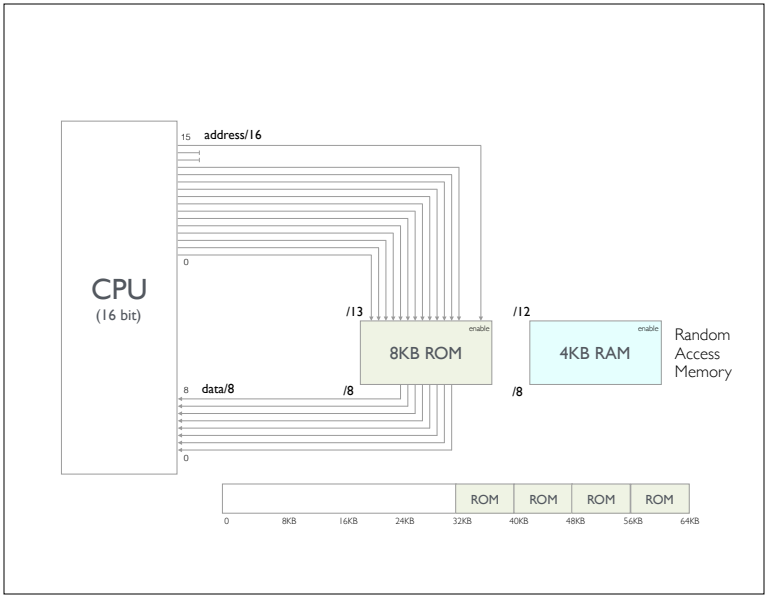 15 address/16
0
CPU
(16 bit)
/13
enable
8KB ROM
/12
enable
4KB RAM
Random
Access
Memory
8 data/8
/8
/8
0
ROM ROM ROM ROM
0 8KB 16KB 24KB 32KB 40KB 48KB 56KB 64KB